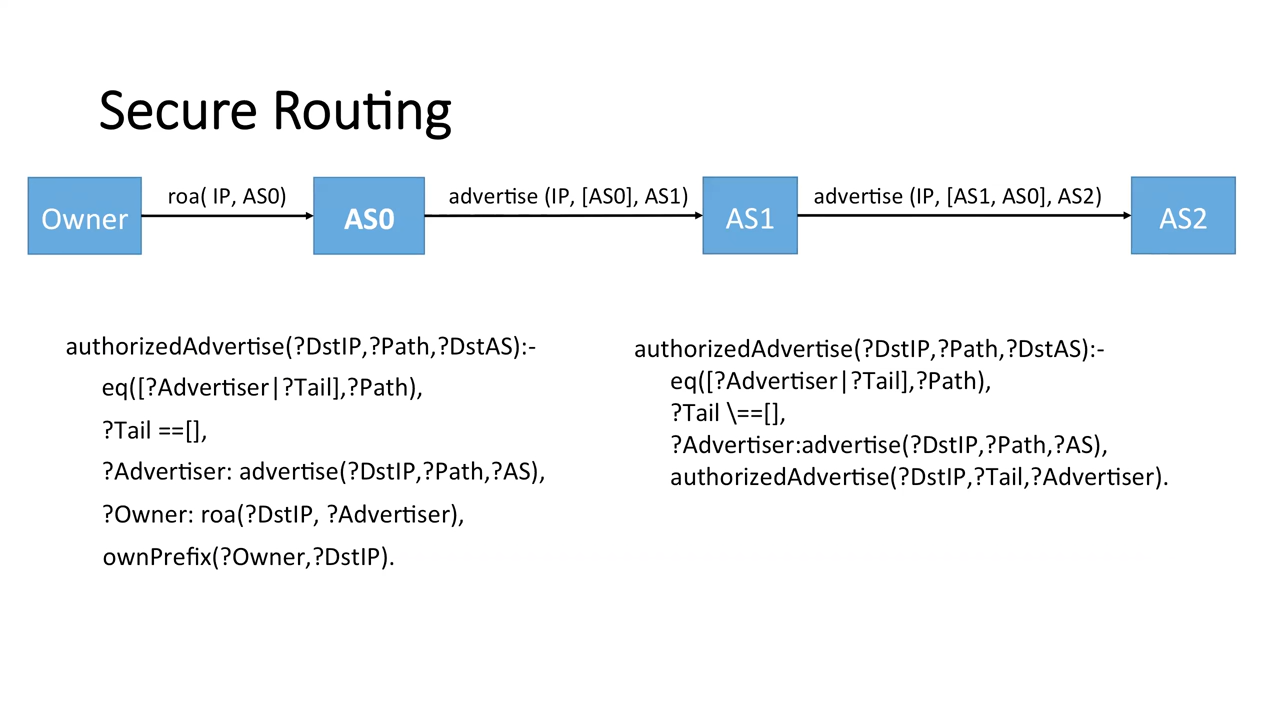 Secure Routing
Owner
roa( IP, AS0)
AS0
advertise (IP, [AS0], AS1)
AS1
advertise (IP, [AS1, AS0], AS2)
AS2
authorizedAdvertise(?DstIP,?Path,?DstAS):-
eq([?Advertiser|?Tail],?Path),
?Tail ==[],
?Advertiser: advertise(?DstIP,?Path,?AS),
?Owner: roa(?DstIP, ?Advertiser),
ownPrefix(?Owner,?DstIP).
authorizedAdvertise(?DstIP,?Path,?DstAS):-
eq([?Advertiser|?Tail],?Path),
?Tail \==[],
?Advertiser:advertise(?DstIP,?Path,?AS),
authorizedAdvertise(?DstIP,?Tail,?Advertiser).